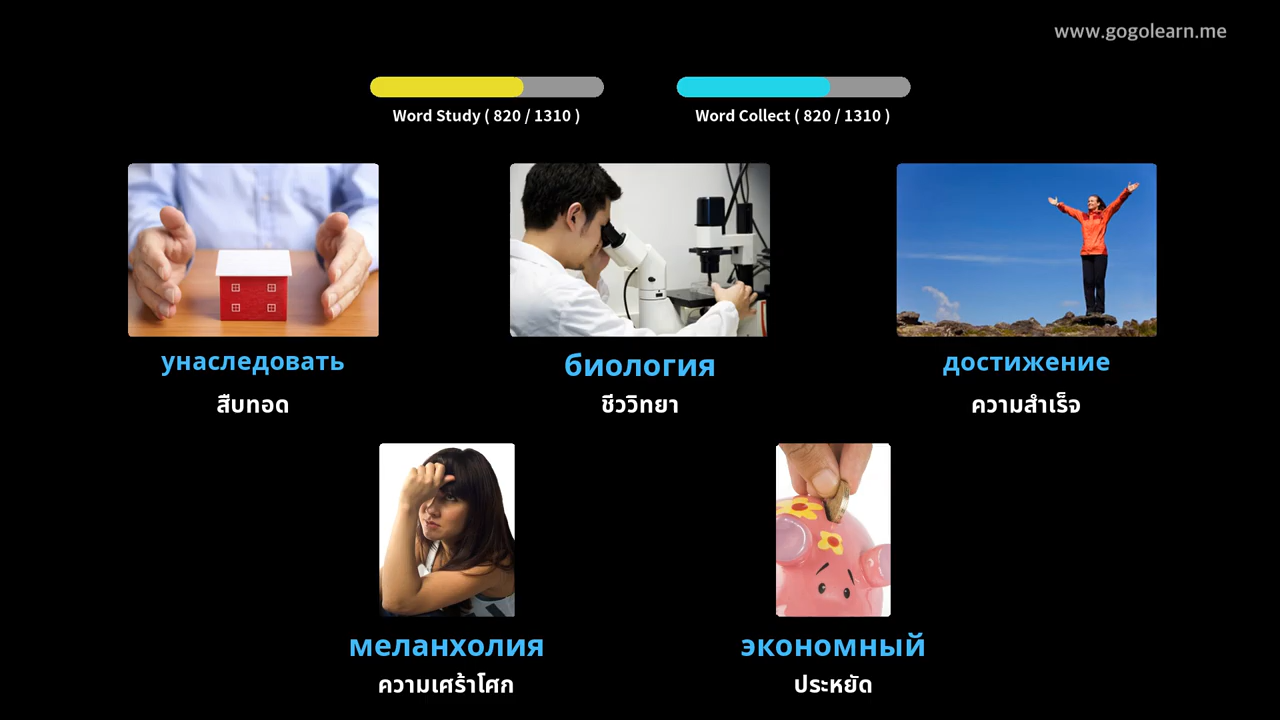 www.gogolearn.me
Word Study ( 820 / 1310 )
Word Collect ( 820 / 1310 )
унаследовать
สืบทอด
биология
ชีววิทยา
достижение
ความสำเร็จ
меланхолия
ความเศร้าโศก
экономный
ประหยัด